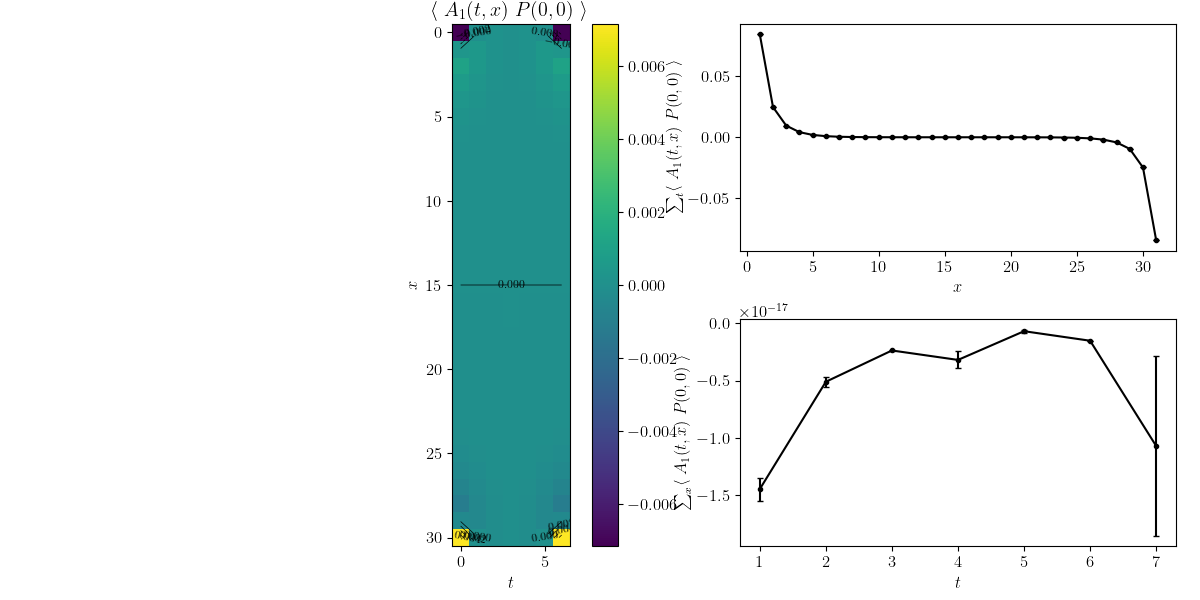 ⟨ A₁(t, x) P(0, 0) ⟩
0
5
10
15
20
25
30
x
0 5
t
0.000
0.006
0.004
0.002
0.000
−0.002
−0.004
−0.006
∑ₜ⟨ A₁(t, x) P(0, 0) ⟩
0.05
0.00
−0.05
0 5 10 15 20 25 30
x
×10⁻¹⁷
∑ₓ⟨ A₁(t, x) P(0, 0) ⟩
0.0
−0.5
−1.0
−1.5
1 2 3 4 5 6 7
t